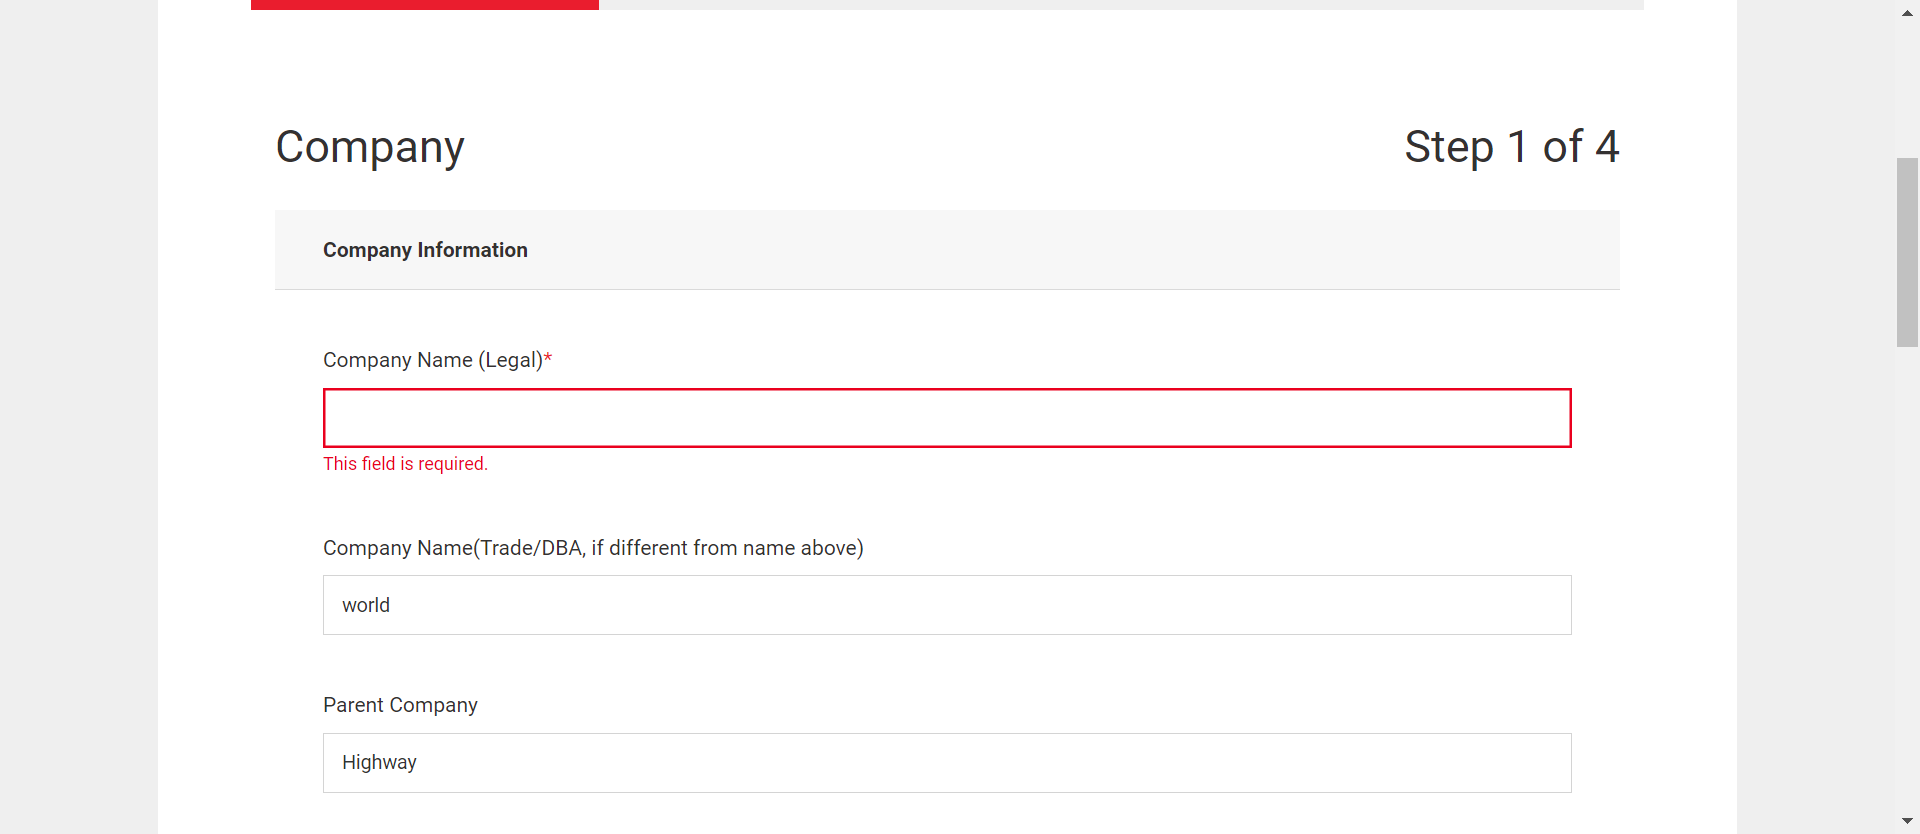 Company
Step 1 of 4
Company Information
Company Name (Legal)*
This field is required.
Company Name(Trade/DBA, if different from name above)
world
Parent Company
Highway